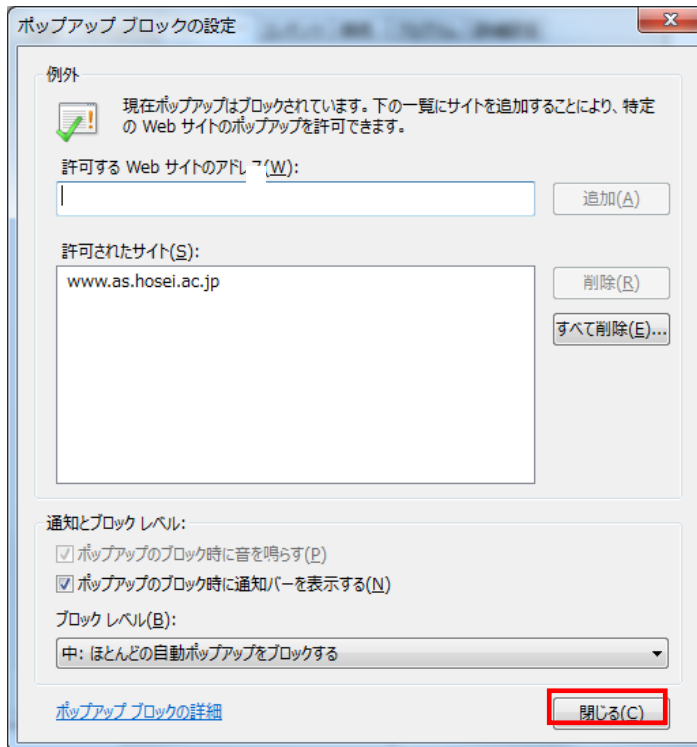 ポップアップ ブロックの設定
例外
現在ポップアップはブロックされています。下の一覧にサイトを追加することにより、特定
の Web サイトのポップアップを許可できます。
許可する Web サイトのアドレス(W):
追加(A)
許可されたサイト(S):
www.as.hosei.ac.jp
削除(R)
すべて削除(E)...
通知とブロック レベル:
ポップアップのブロック時に音を鳴らす(P)
ポップアップのブロック時に通知バーを表示する(N)
ブロック レベル(B):
中: ほとんどの自動ポップアップをブロックする
ポップアップ ブロックの詳細
閉じる(C)